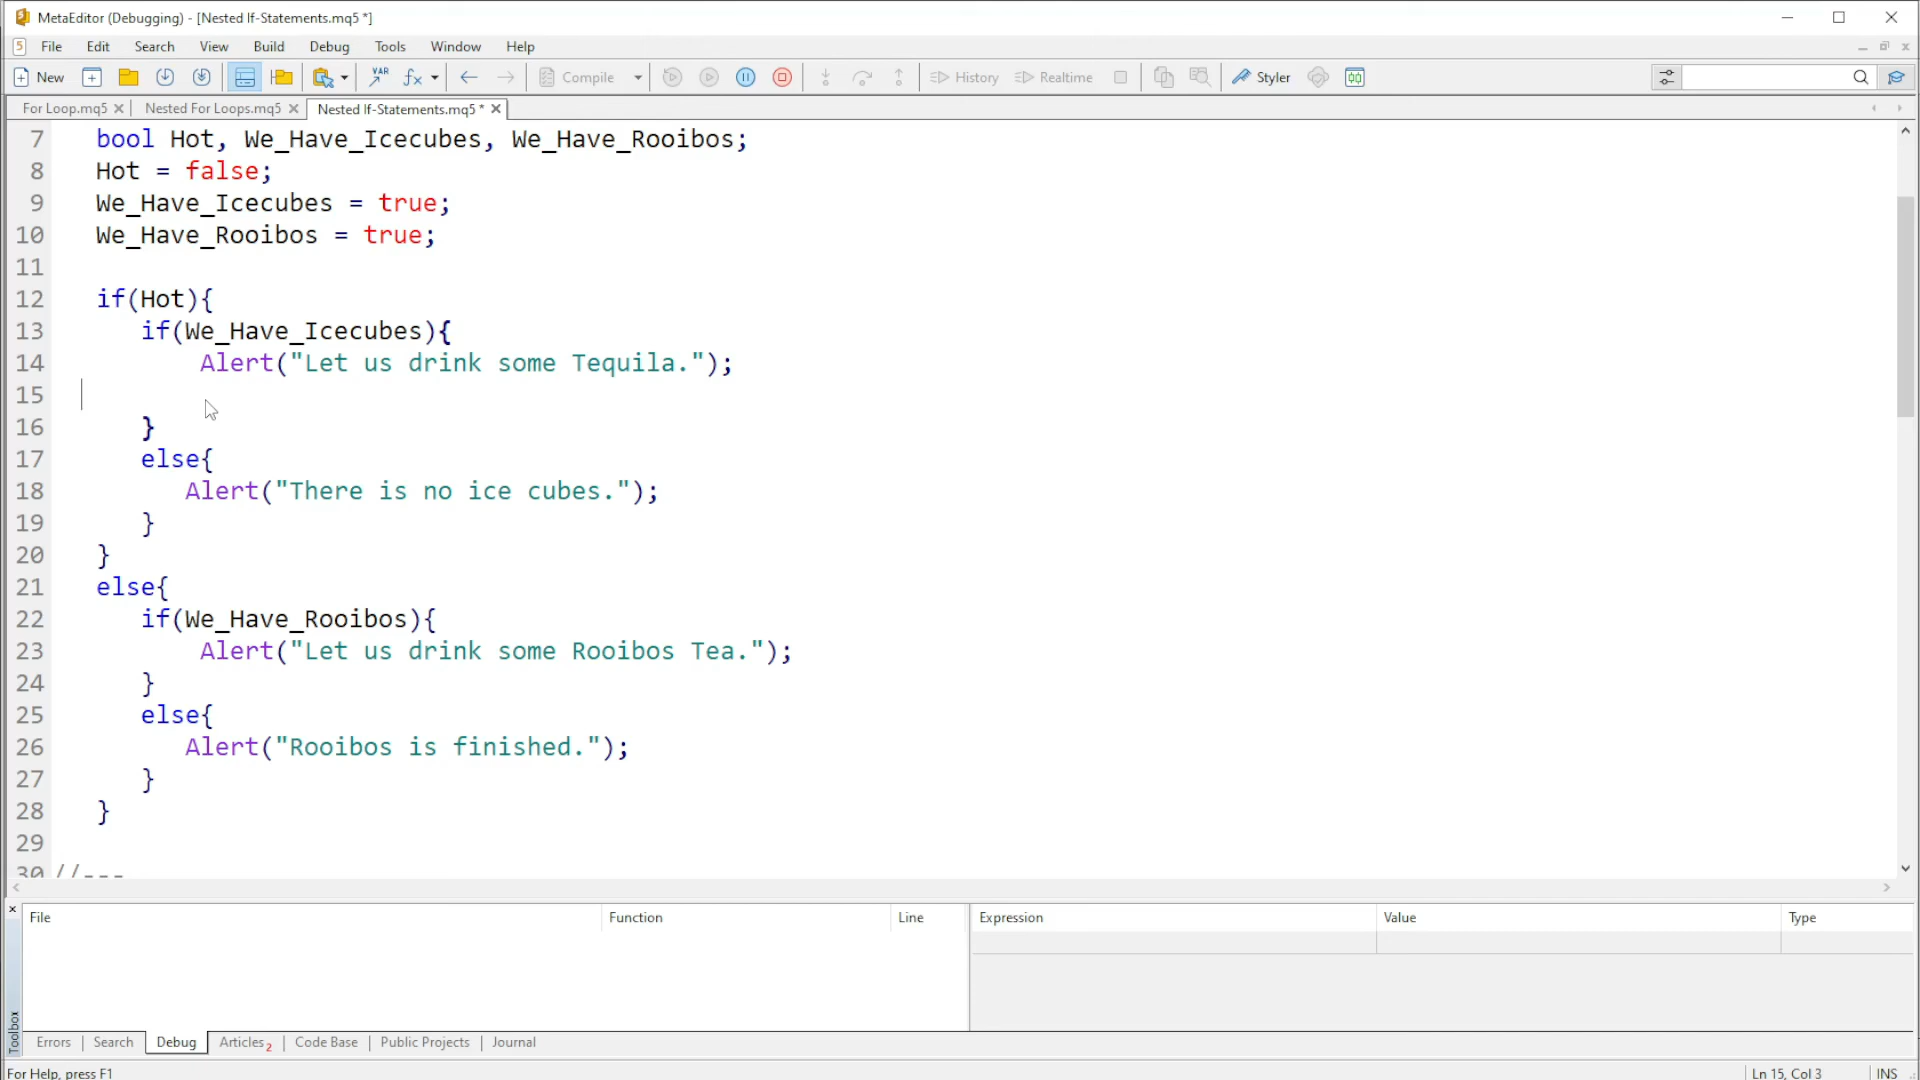 MetaEditor (Debugging) - [Nested If-Statements.mq5 *]
5 File Edit Search View Build Debug Tools Window Help
New VAR fx Compile History Realtime Styler
For Loop.mq5 Nested For Loops.mq5 Nested If-Statements.mq5 *
7 bool Hot, We_Have_Icecubes, We_Have_Rooibos;
8 Hot = false;
9 We_Have_Icecubes = true;
10 We_Have_Rooibos = true;
11
12 if(Hot){
13 if(We_Have_Icecubes){
14 Alert("Let us drink some Tequila.");
15
16 }
17 else{
18 Alert("There is no ice cubes.");
19 }
20 }
21 else{
22 if(We_Have_Rooibos){
23 Alert("Let us drink some Rooibos Tea.");
24 }
25 else{
26 Alert("Rooibos is finished.");
27 }
28 }
29
30 //---
File Function Line Expression Value Type
Toolbox
Errors Search Debug Articles 2 Code Base Public Projects Journal
For Help, press F1 Ln 15, Col 3 INS